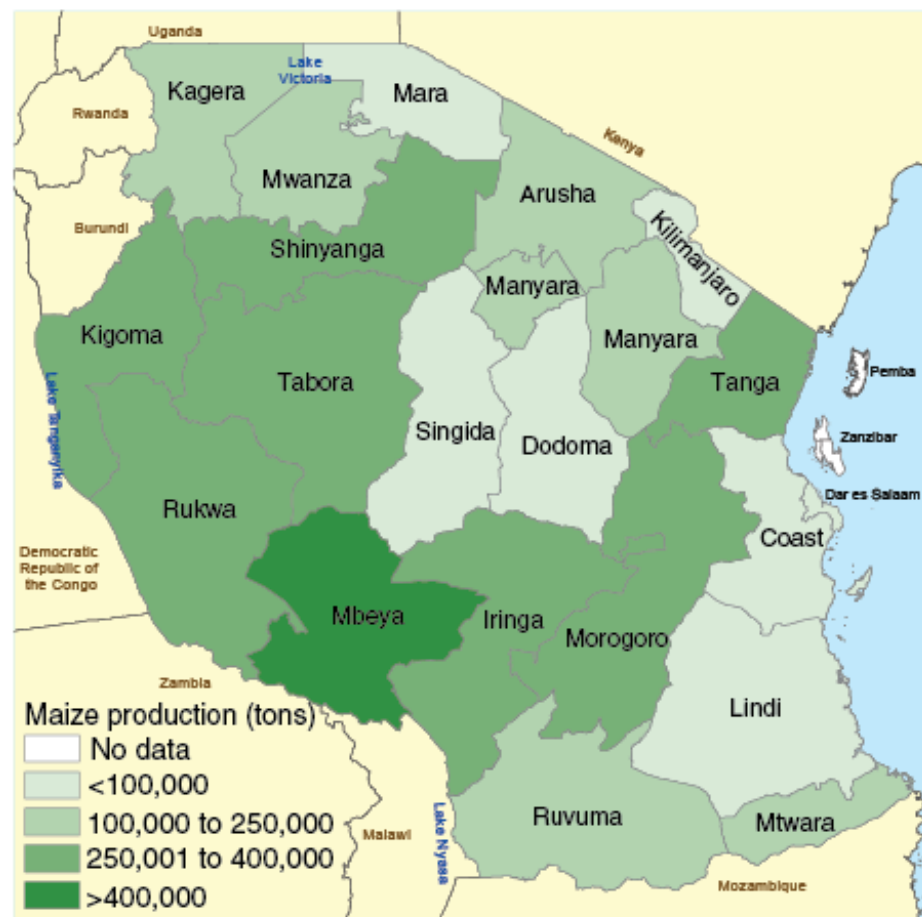 Uganda
Lake
Victoria
Kagera
Mara
Rwanda
Kenya
Mwanza
Arusha
Kilimanjaro
Burundi
Shinyanga
Manyara
Kigoma
Manyara
Tabora
Tanga
Pemba
Lake Tanganyika
Singida
Dodoma
Zanzibar
Dar es Salaam
Rukwa
Coast
Democratic
Republic of
the Congo
Mbeya
Iringa
Morogoro
Zambia
Lindi
Maize production (tons)
No data
<100,000
100,000 to 250,000
250,001 to 400,000
>400,000
Malawi
Lake Nyasa
Ruvuma
Mtwara
Mozambique